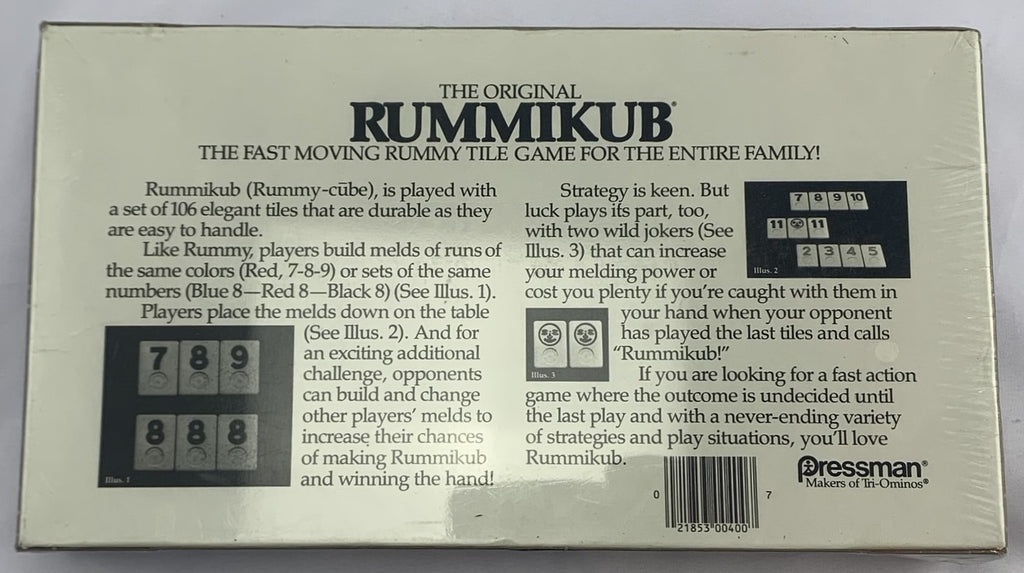 THE ORIGINAL
RUMMIKUB®
THE FAST MOVING RUMMY TILE GAME FOR THE ENTIRE FAMILY!
Rummikub (Rummy-cūbe), is played with
a set of 106 elegant tiles that are durable as they
are easy to handle.
Like Rummy, players build melds of runs of
the same colors (Red, 7-8-9) or sets of the same
numbers (Blue 8—Red 8—Black 8) (See Illus. 1).
Players place the melds down on the table
(See Illus. 2). And for
an exciting additional
challenge, opponents
can build and change
other players' melds to
increase their chances
of making Rummikub
and winning the hand!
7 8 9
8 8 8
Illus. 1
Strategy is keen. But
luck plays its part, too,
with two wild jokers (See
Illus. 3) that can increase
your melding power or
cost you plenty if you're caught with them in
your hand when your opponent
has played the last tiles and calls
"Rummikub!"
If you are looking for a fast action
game where the outcome is undecided until
the last play and with a never-ending variety
of strategies and play situations, you'll love
Rummikub.
7 8 9 10
11 11
2 3 4 5
Illus. 2
Illus. 3
0 21853 00400 7
Pressman®
Makers of Tri-Ominos®